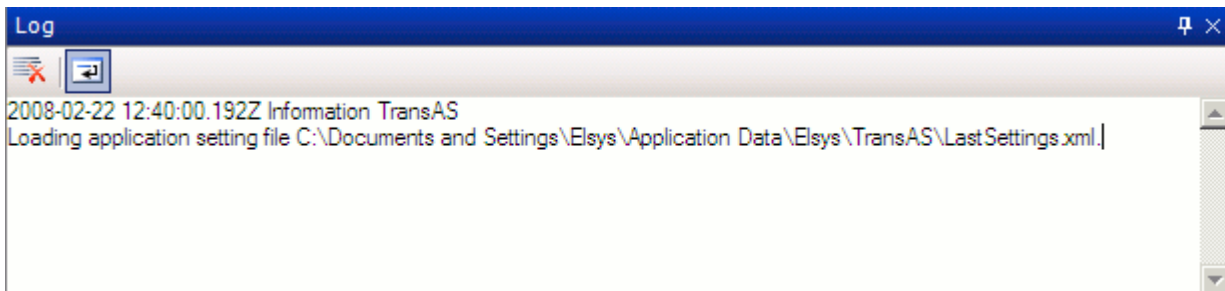 Log
2008-02-22 12:40:00.192Z Information TransAS
Loading application setting file C:\Documents and Settings\Elsys\Application Data\Elsys\TransAS\LastSettings.xml.